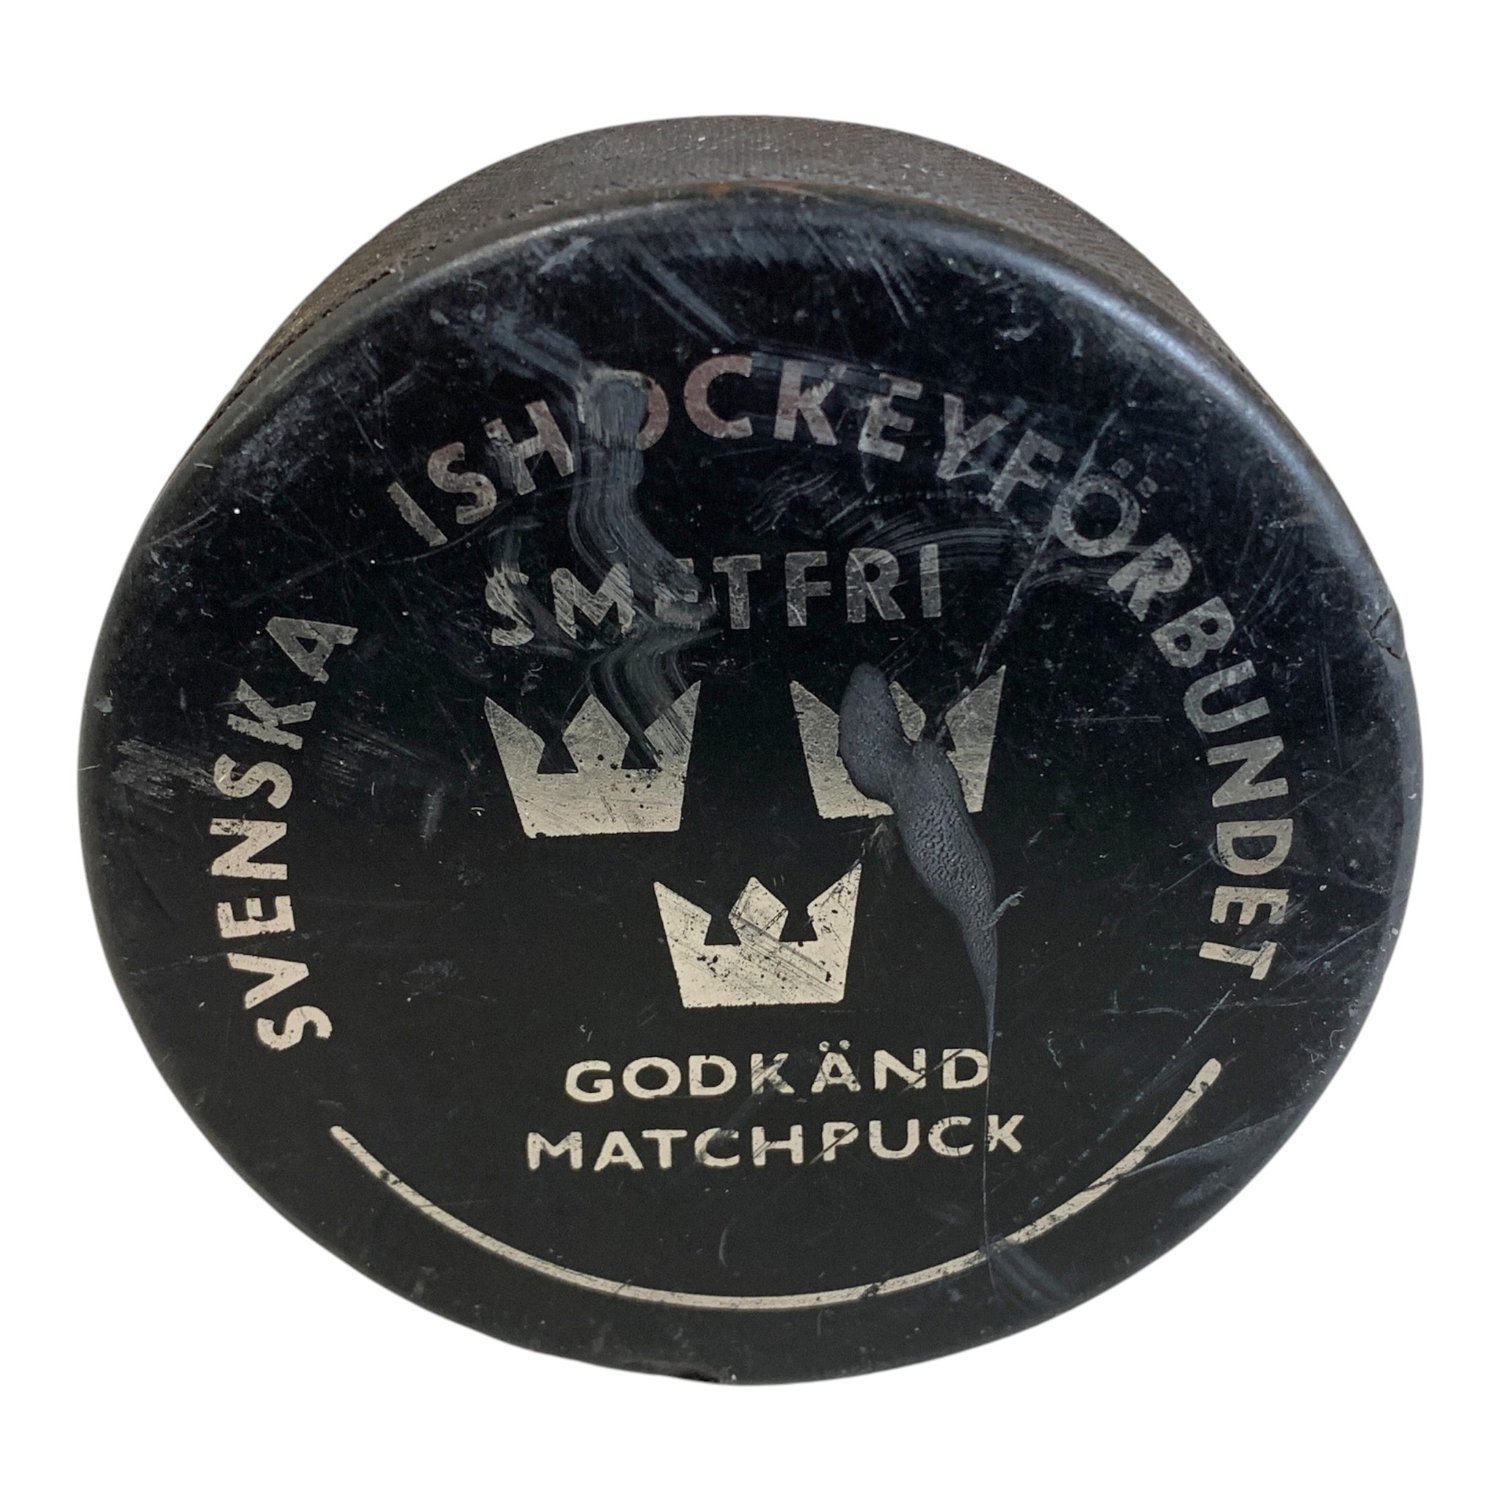 SVENSKA ISHOCKEYFÖRBUNDET
SMETFRI
GODKÄND
MATCHPUCK